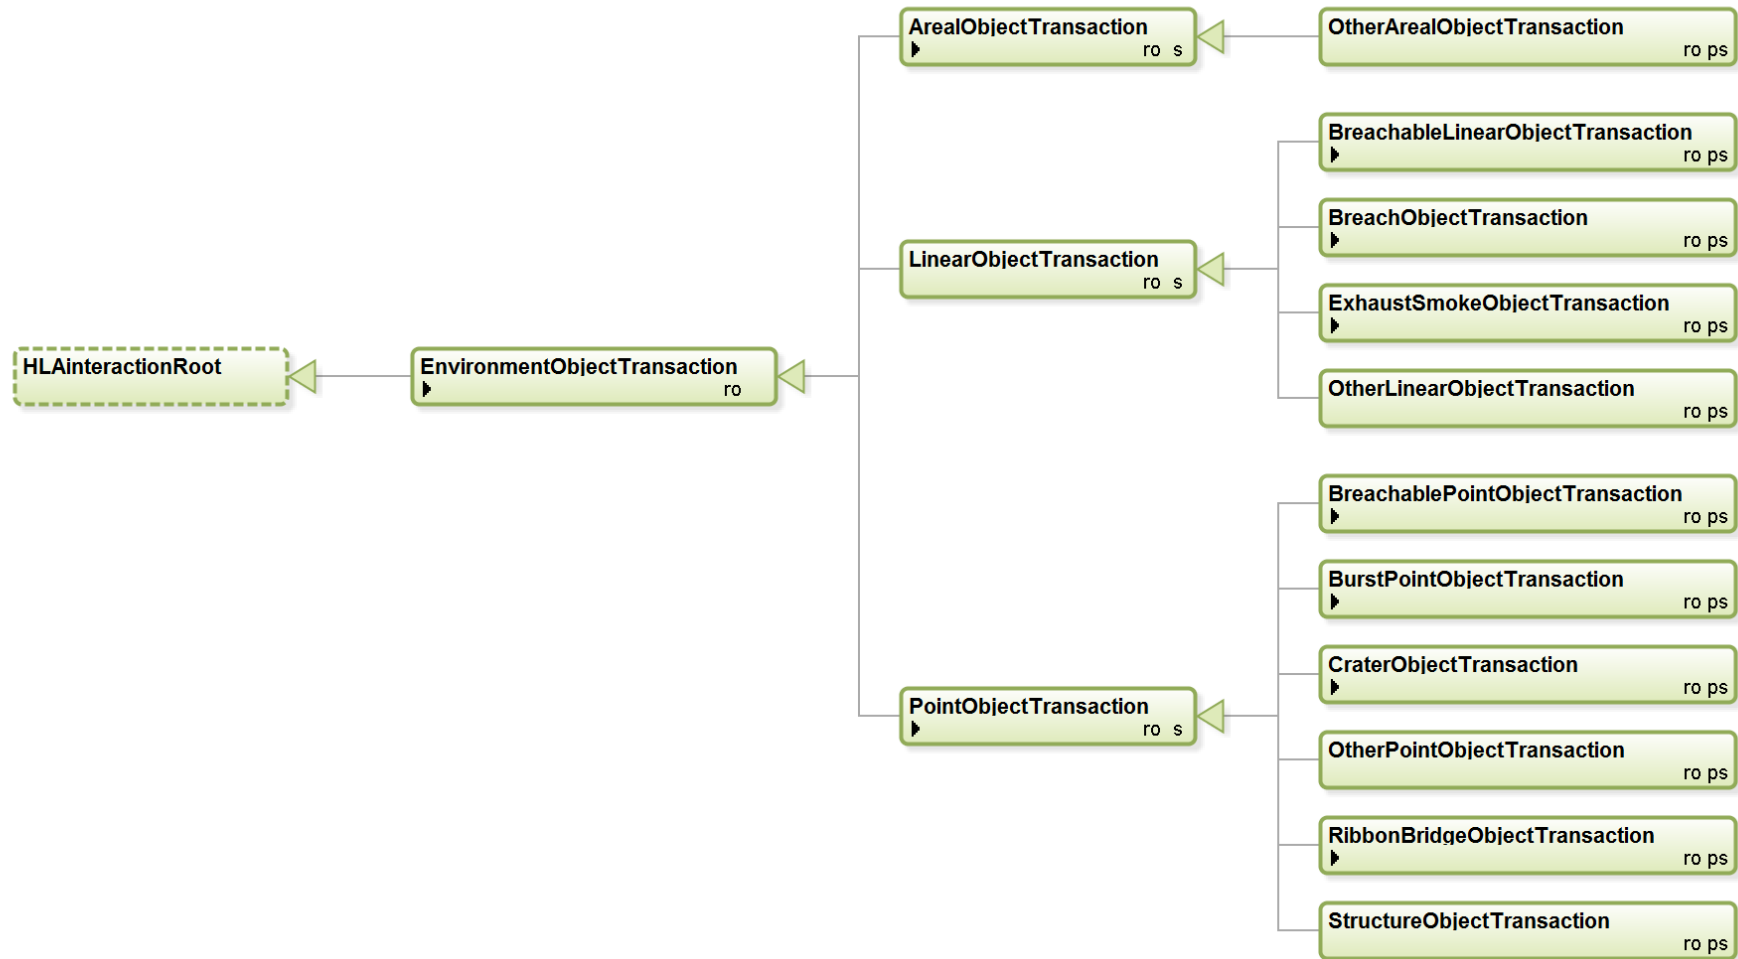 HLAinteractionRoot
EnvironmentObjectTransaction
ro
ArealObjectTransaction
ro s
LinearObjectTransaction
ro s
PointObjectTransaction
ro s
OtherArealObjectTransaction
ro ps
BreachableLinearObjectTransaction
ro ps
BreachObjectTransaction
ro ps
ExhaustSmokeObjectTransaction
ro ps
OtherLinearObjectTransaction
ro ps
BreachablePointObjectTransaction
ro ps
BurstPointObjectTransaction
ro ps
CraterObjectTransaction
ro ps
OtherPointObjectTransaction
ro ps
RibbonBridgeObjectTransaction
ro ps
StructureObjectTransaction
ro ps